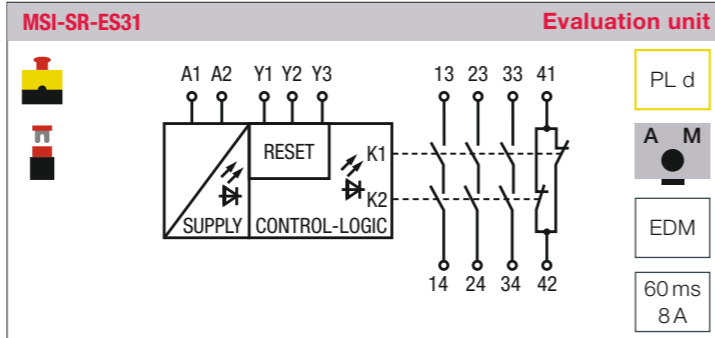 MSI-SR-ES31 Evaluation unit
A1 A2 Y1 Y2 Y3 13 23 33 41
PL d
RESET
K1
A M
K2
SUPPLY CONTROL-LOGIC
EDM
14 24 34 42
60 ms
8 A